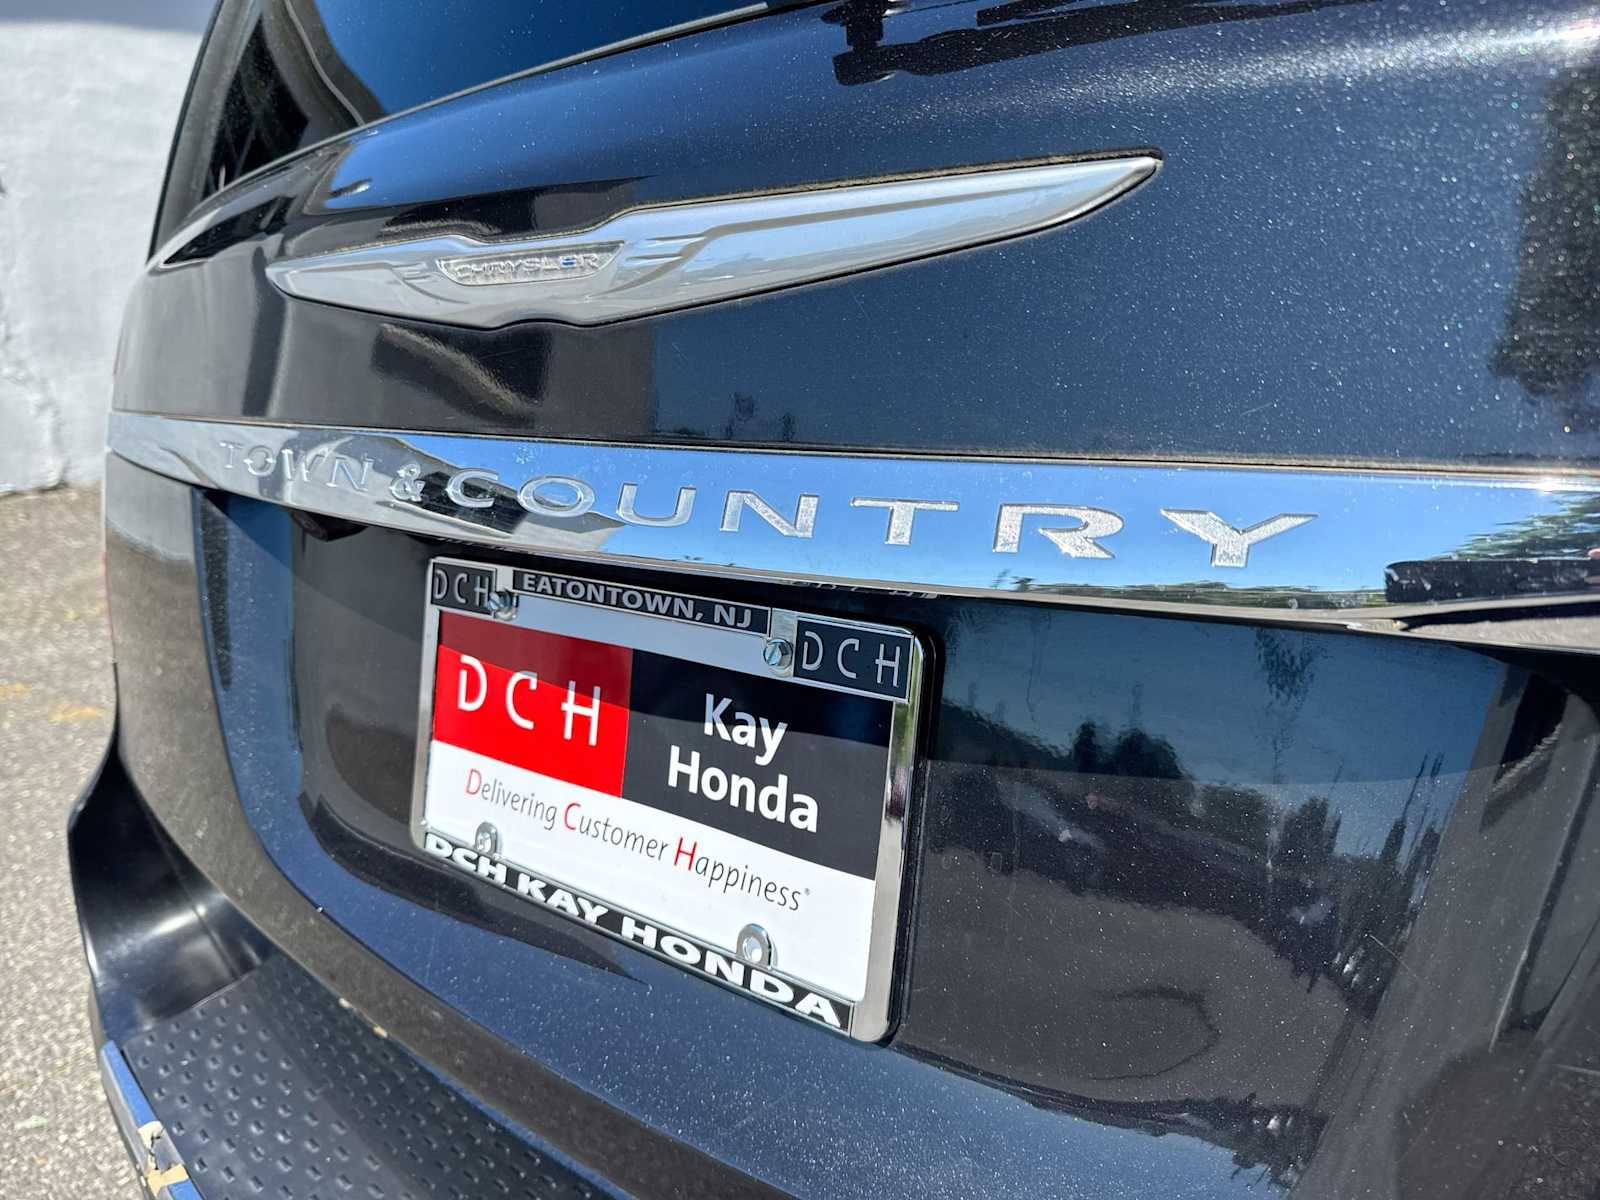 CHRYSLER
TOWN & COUNTRY
DCH EATONTOWN, NJ DCH
DCH
Kay
Honda
Delivering Customer Happiness®
DCH KAY HONDA